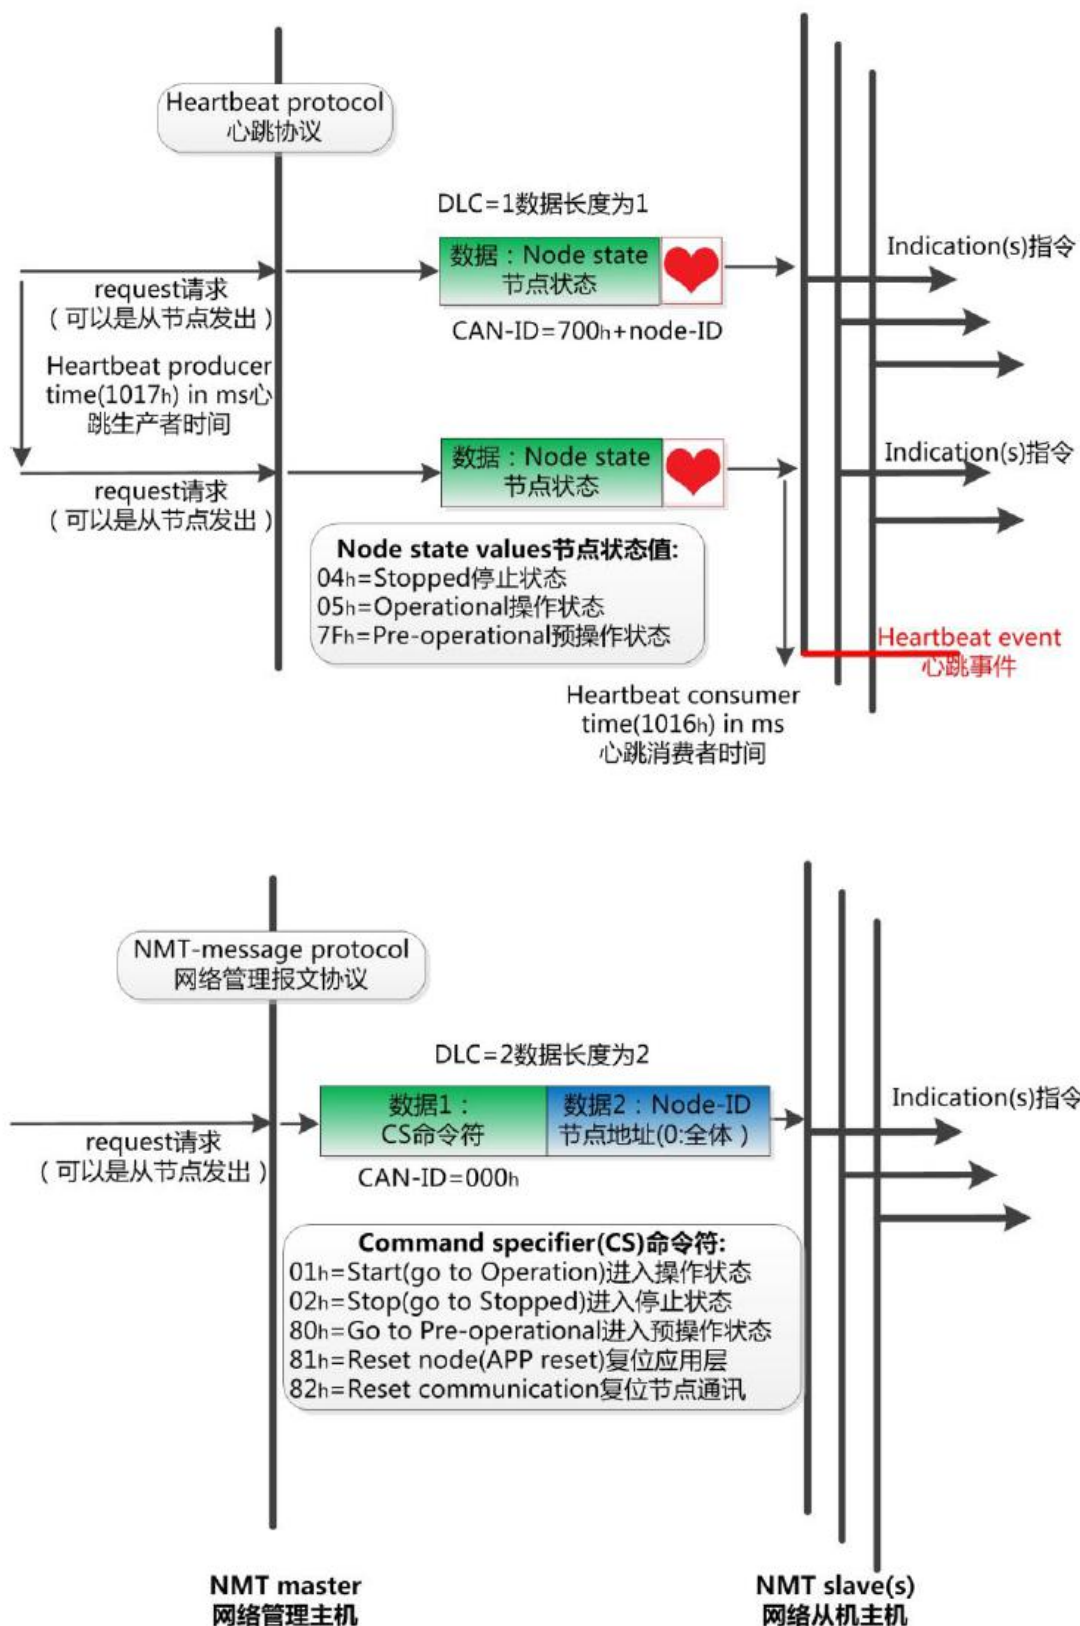 Heartbeat protocol
心跳协议
DLC=1数据长度为1
数据：Node state
节点状态
Indication(s)指令
request请求
（可以是从节点发出）
CAN-ID=700h+node-ID
Heartbeat producer
time(1017h) in ms心
跳生产者时间
数据：Node state
节点状态
Indication(s)指令
request请求
（可以是从节点发出）
Node state values节点状态值:
04h=Stopped停止状态
05h=Operational操作状态
7Fh=Pre-operational预操作状态
Heartbeat event
心跳事件
Heartbeat consumer
time(1016h) in ms
心跳消费者时间
NMT-message protocol
网络管理报文协议
DLC=2数据长度为2
数据1：
CS命令符
数据2：Node-ID
节点地址(0:全体）
Indication(s)指令
request请求
（可以是从节点发出）
CAN-ID=000h
Command specifier(CS)命令符:
01h=Start(go to Operation)进入操作状态
02h=Stop(go to Stopped)进入停止状态
80h=Go to Pre-operational进入预操作状态
81h=Reset node(APP reset)复位应用层
82h=Reset communication复位节点通讯
NMT master
网络管理主机
NMT slave(s)
网络从机主机